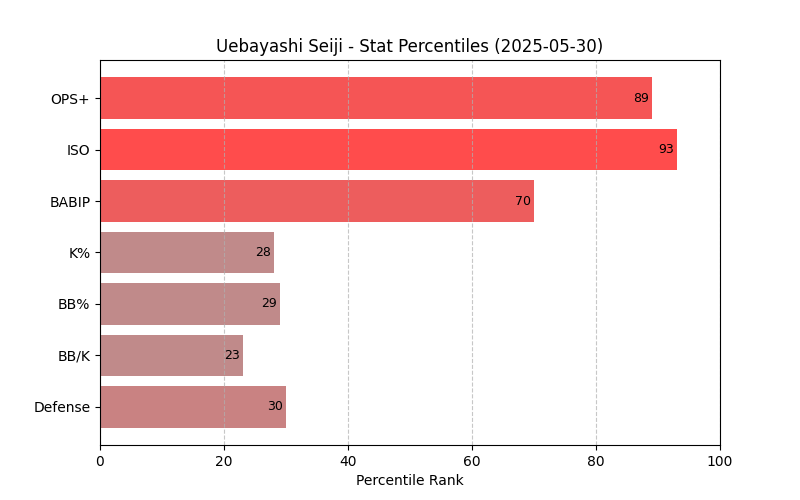 Uebayashi Seiji - Stat Percentiles (2025-05-30)
OPS+ 89
ISO 93
BABIP 70
K% 28
BB% 29
BB/K 23
Defense 30
0 20 40 60 80 100
Percentile Rank